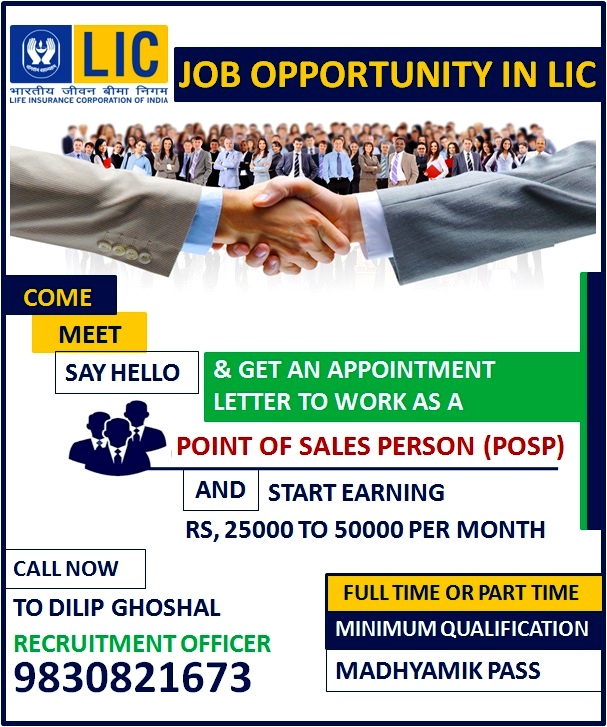 LIC
भारतीय जीवन बीमा निगम
LIFE INSURANCE CORPORATION OF INDIA
JOB OPPORTUNITY IN LIC
COME
MEET
SAY HELLO
& GET AN APPOINTMENT
LETTER TO WORK AS A
POINT OF SALES PERSON (POSP)
AND START EARNING
RS, 25000 TO 50000 PER MONTH
CALL NOW
TO DILIP GHOSHAL
RECRUITMENT OFFICER
9830821673
FULL TIME OR PART TIME
MINIMUM QUALIFICATION
MADHYAMIK PASS